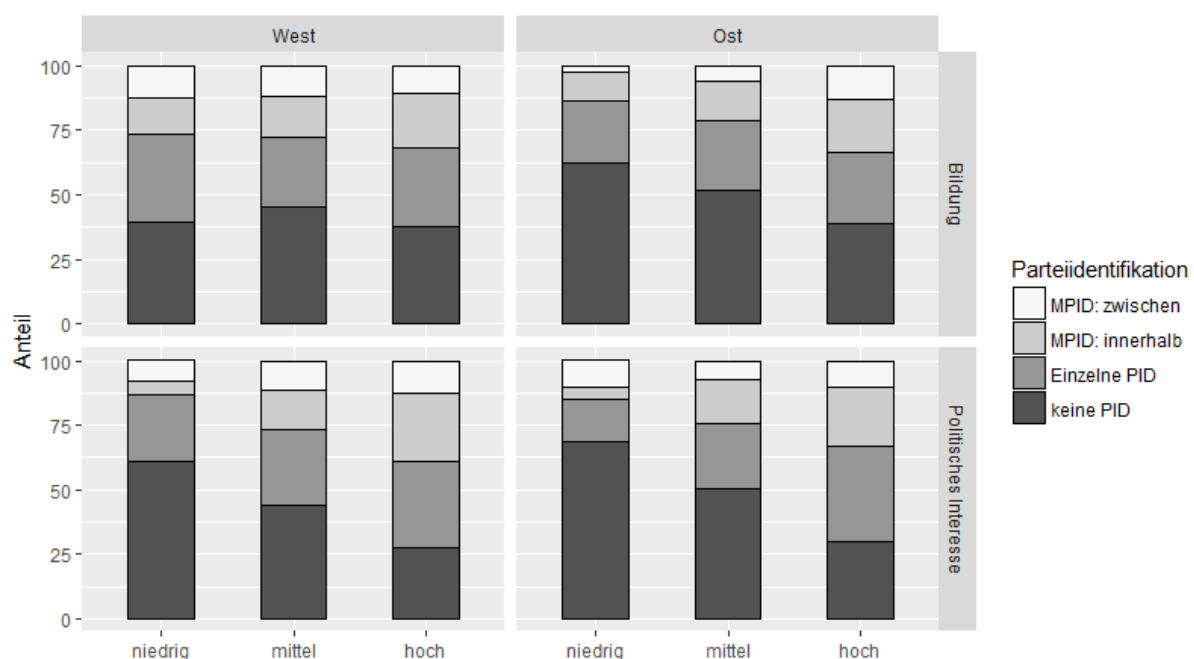 West
Ost
100
75
50
25
0
Bildung
Anteil
100
75
50
25
0
Politisches Interesse
niedrig
mittel
hoch
niedrig
mittel
hoch
Parteiidentifikation
MPID: zwischen
MPID: innerhalb
Einzelne PID
keine PID